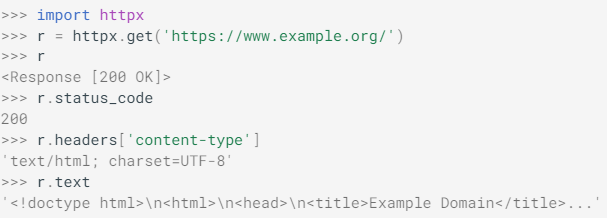 >>> import httpx
>>> r = httpx.get('https://www.example.org/')
>>> r
<Response [200 OK]>
>>> r.status_code
200
>>> r.headers['content-type']
'text/html; charset=UTF-8'
>>> r.text
'<!doctype html>\n<html>\n<head>\n<title>Example Domain</title>...'